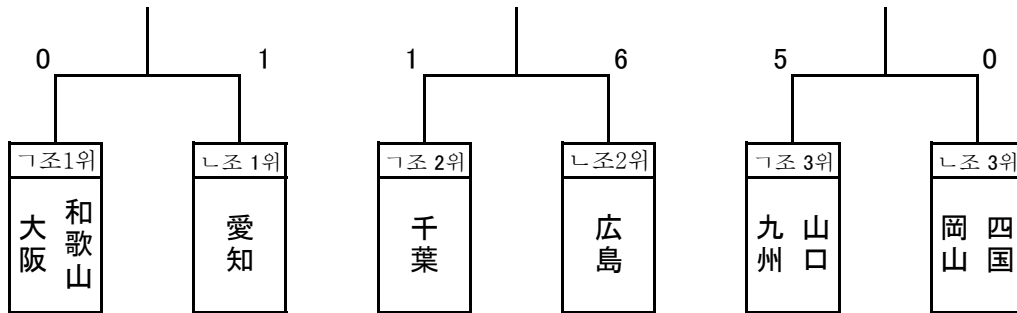 0 1 1 6 5 0
ㄱ조1위 ㄴ조 1위 ㄱ조 2위 ㄴ조2위 ㄱ조 3위 ㄴ조 3위
大阪 和歌山 愛知 千葉 広島 九州 山口 岡山 四国